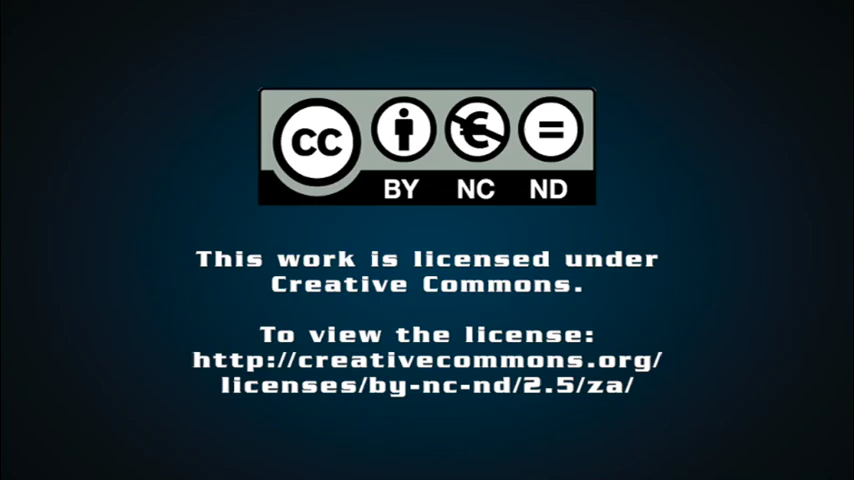 CC
BY NC ND
This work is licensed under
Creative Commons.
To view the license:
http://creativecommons.org/
licenses/by-nc-nd/2.5/za/